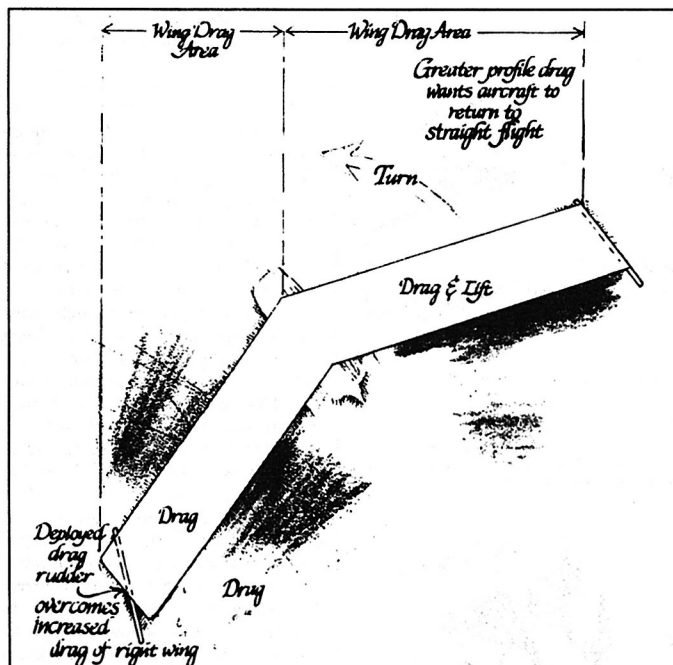 Wing Drag
Area
Wing Drag Area
Greater profile drag
wants aircraft to
return to
straight flight
Turn
Drag & Lift
Drag
Deployed
drag
rudder
overcomes
increased
drag of right wing
Drag